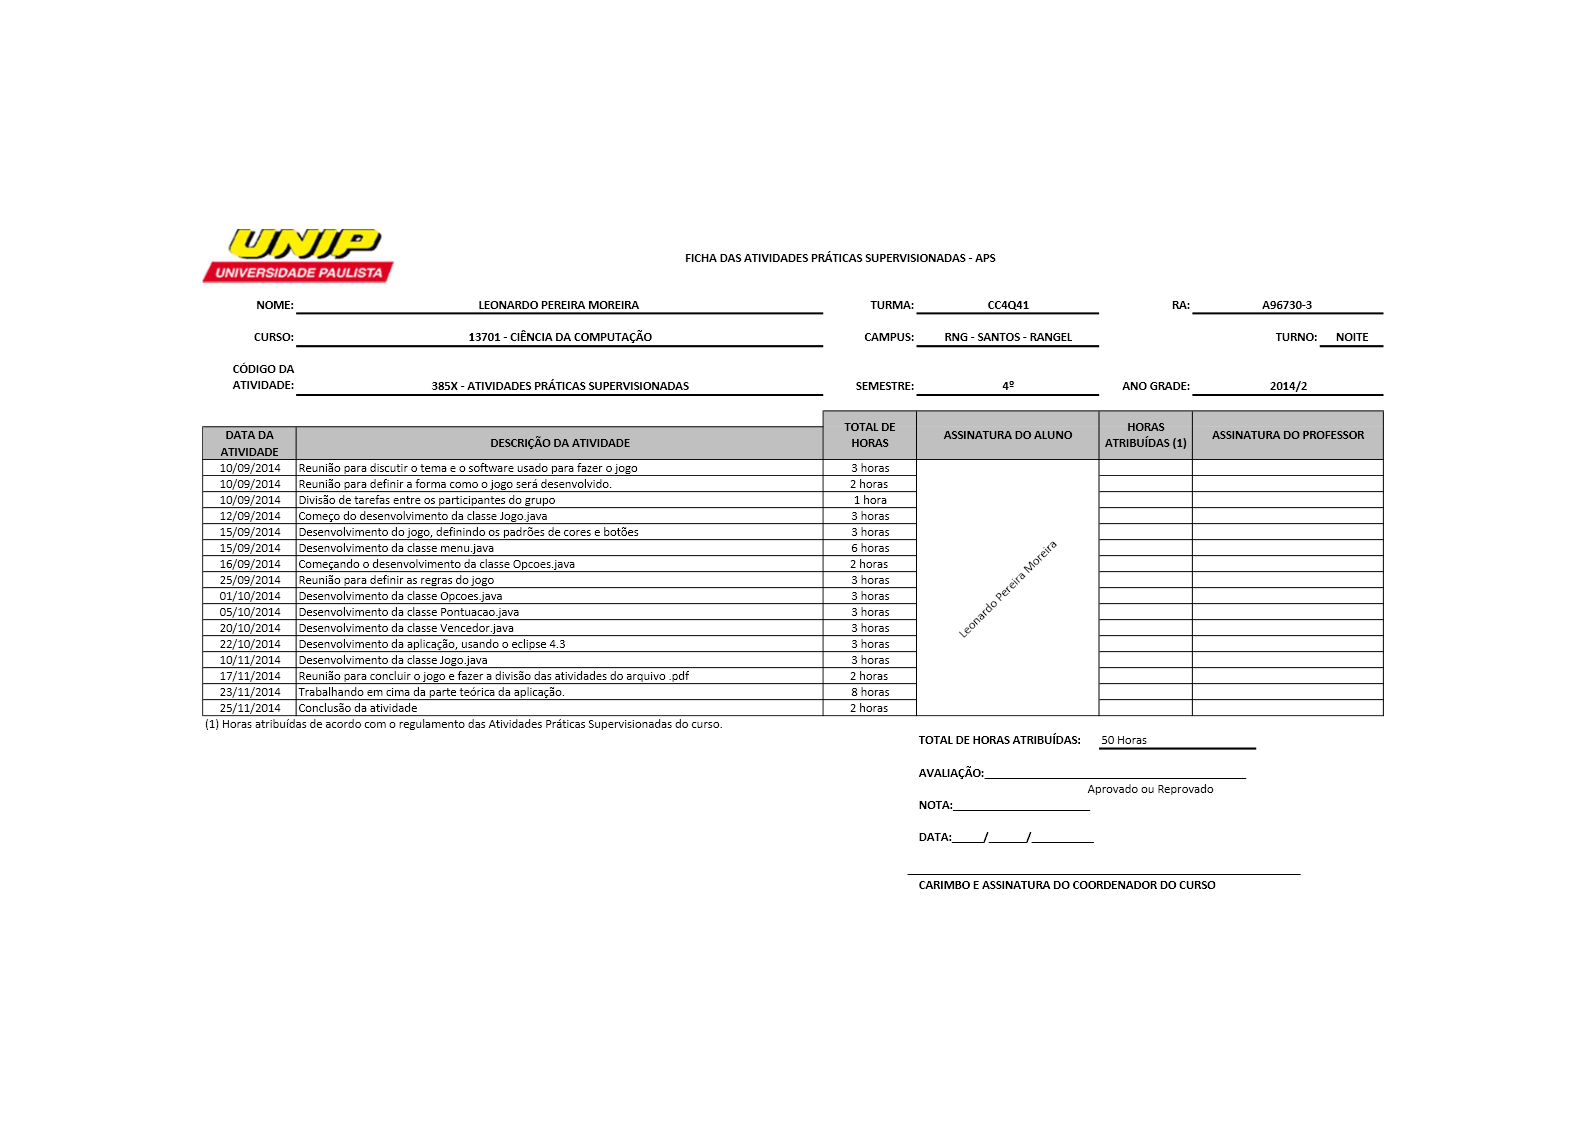 UNIP
UNIVERSIDADE PAULISTA
FICHA DAS ATIVIDADES PRÁTICAS SUPERVISIONADAS - APS
NOME: LEONARDO PEREIRA MOREIRA TURMA: CC4Q41 RA: A96730-3
CURSO: 13701 - CIÊNCIA DA COMPUTAÇÃO CAMPUS: RNG - SANTOS - RANGEL TURNO: NOITE
CÓDIGO DA
ATIVIDADE: 385X - ATIVIDADES PRÁTICAS SUPERVISIONADAS SEMESTRE: 4º ANO GRADE: 2014/2
DATA DA ATIVIDADE DESCRIÇÃO DA ATIVIDADE TOTAL DE HORAS ASSINATURA DO ALUNO HORAS ATRIBUÍDAS (1) ASSINATURA DO PROFESSOR
10/09/2014 Reunião para discutir o tema e o software usado para fazer o jogo 3 horas
10/09/2014 Reunião para definir a forma como o jogo será desenvolvido. 2 horas
10/09/2014 Divisão de tarefas entre os participantes do grupo 1 hora
12/09/2014 Começo do desenvolvimento da classe Jogo.java 3 horas
15/09/2014 Desenvolvimento do jogo, definindo os padrões de cores e botões 3 horas
15/09/2014 Desenvolvimento da classe menu.java 6 horas
16/09/2014 Começando o desenvolvimento da classe Opcoes.java 2 horas
25/09/2014 Reunião para definir as regras do jogo 3 horas
01/10/2014 Desenvolvimento da classe Opcoes.java 3 horas
05/10/2014 Desenvolvimento da classe Pontuacao.java 3 horas
20/10/2014 Desenvolvimento da classe Vencedor.java 3 horas
22/10/2014 Desenvolvimento da aplicação, usando o eclipse 4.3 3 horas
10/11/2014 Desenvolvimento da classe Jogo.java 3 horas
17/11/2014 Reunião para concluir o jogo e fazer a divisão das atividades do arquivo .pdf 2 horas
23/11/2014 Trabalhando em cima da parte teórica da aplicação. 8 horas
25/11/2014 Conclusão da atividade 2 horas
Leonardo Pereira Moreira
(1) Horas atribuídas de acordo com o regulamento das Atividades Práticas Supervisionadas do curso.
TOTAL DE HORAS ATRIBUÍDAS: 50 Horas
AVALIAÇÃO:
Aprovado ou Reprovado
NOTA:
DATA:_____/______/__________
CARIMBO E ASSINATURA DO COORDENADOR DO CURSO